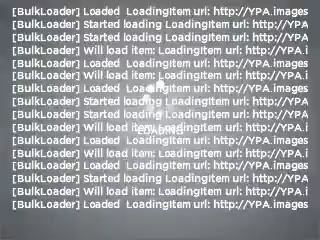 [BulkLoader] Loaded  LoadingItem url: http://YPA.images
[BulkLoader] Started loading LoadingItem url: http://YPA
[BulkLoader] Loaded  LoadingItem url: http://YPA.images
[BulkLoader] Will load item: LoadingItem url: http://YPA.i
[BulkLoader] Loaded  LoadingItem url: http://YPA.images
[BulkLoader] Will load item: LoadingItem url: http://YPA.i
[BulkLoader] Loaded  LoadingItem url: http://YPA.images
[BulkLoader] Started loading LoadingItem url: http://YPA
[BulkLoader] Started loading LoadingItem url: http://YPA
[BulkLoader] Will load item: LoadingItem url: http://YPA.i
LOADING
[BulkLoader] Loaded  LoadingItem url: http://YPA.images
[BulkLoader] Will load item: LoadingItem url: http://YPA.i
[BulkLoader] Loaded  LoadingItem url: http://YPA.images
[BulkLoader] Started loading LoadingItem url: http://YPA
[BulkLoader] Will load item: LoadingItem url: http://YPA.i
[BulkLoader] Loaded  LoadingItem url: http://YPA.images